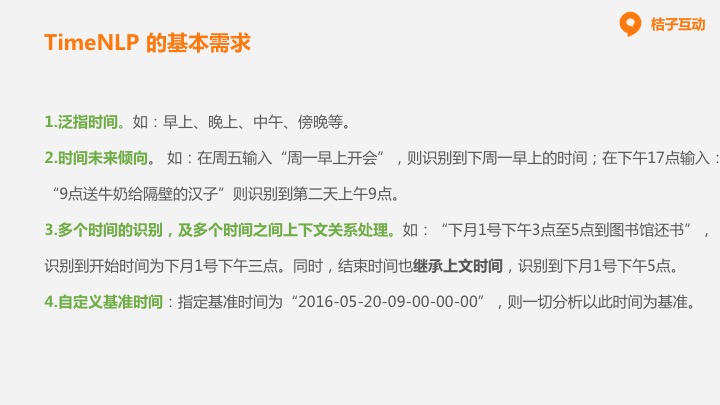 桔子互动
TimeNLP 的基本需求
1.泛指时间。如：早上、晚上、中午、傍晚等。
2.时间未来倾向。 如：在周五输入“周一早上开会”，则识别到下周一早上的时间；在下午17点输入：
“9点送牛奶给隔壁的汉子”则识别到第二天上午9点。
3.多个时间的识别，及多个时间之间上下文关系处理。如：“下月1号下午3点至5点到图书馆还书”，
识别到开始时间为下月1号下午三点。同时，结束时间也继承上文时间，识别到下月1号下午5点。
4.自定义基准时间：指定基准时间为“2016-05-20-09-00-00-00”，则一切分析以此时间为基准。